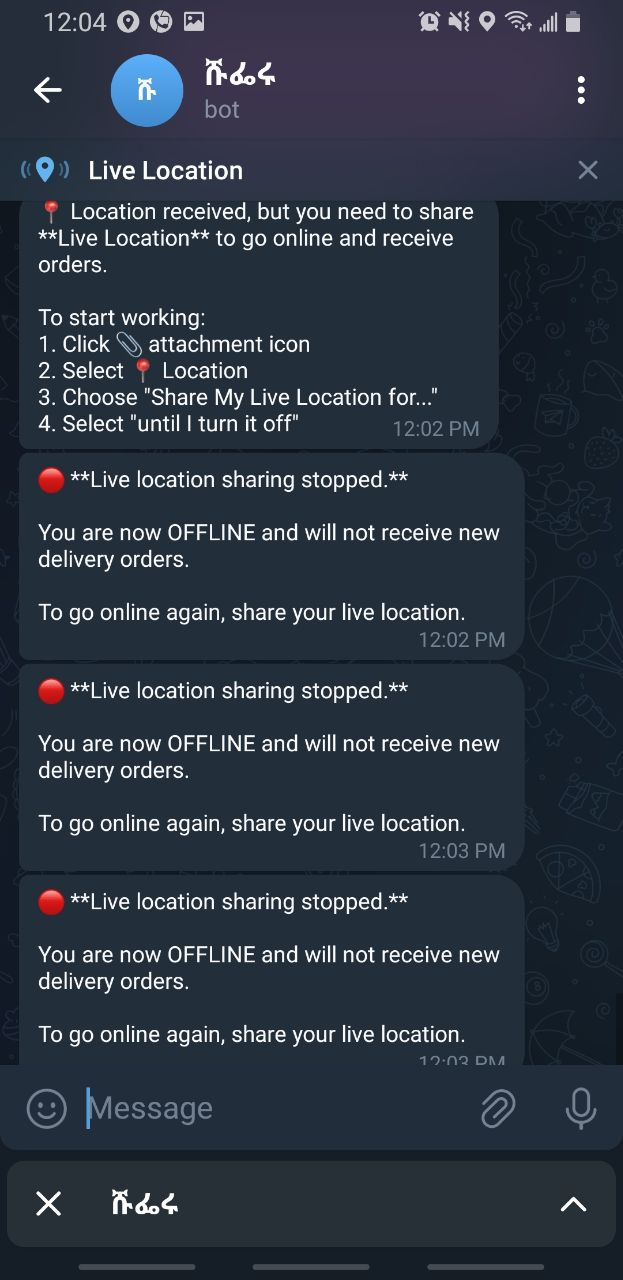 12:04
ሹፌሩ
ሹ
bot
Live Location
📍 Location received, but you need to share
**Live Location** to go online and receive
orders.
To start working:
1. Click 📎 attachment icon
2. Select 📍 Location
3. Choose "Share My Live Location for..."
4. Select "until I turn it off"
12:02 PM
🔴 **Live location sharing stopped.**
You are now OFFLINE and will not receive new
delivery orders.
To go online again, share your live location.
12:02 PM
🔴 **Live location sharing stopped.**
You are now OFFLINE and will not receive new
delivery orders.
To go online again, share your live location.
12:03 PM
🔴 **Live location sharing stopped.**
You are now OFFLINE and will not receive new
delivery orders.
To go online again, share your live location.
12:03 PM
Message
ሹፌሩ